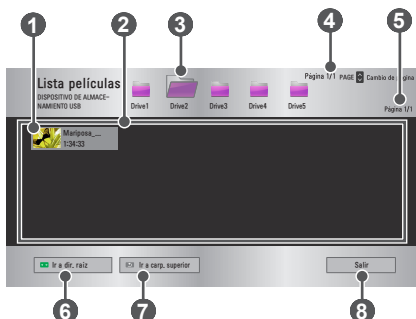 1
2
3
4
5
Lista películas
DISPOSITIVO DE ALMACE-
NAMIENTO USB
Drive1
Drive2
Drive3
Drive4
Drive5
Página 1/1
PAGE
Cambio de página
Página 1/1
Mariposa_...
1:34:33
Ir a dir. raíz
Ir a carp. superior
Salir
6
7
8